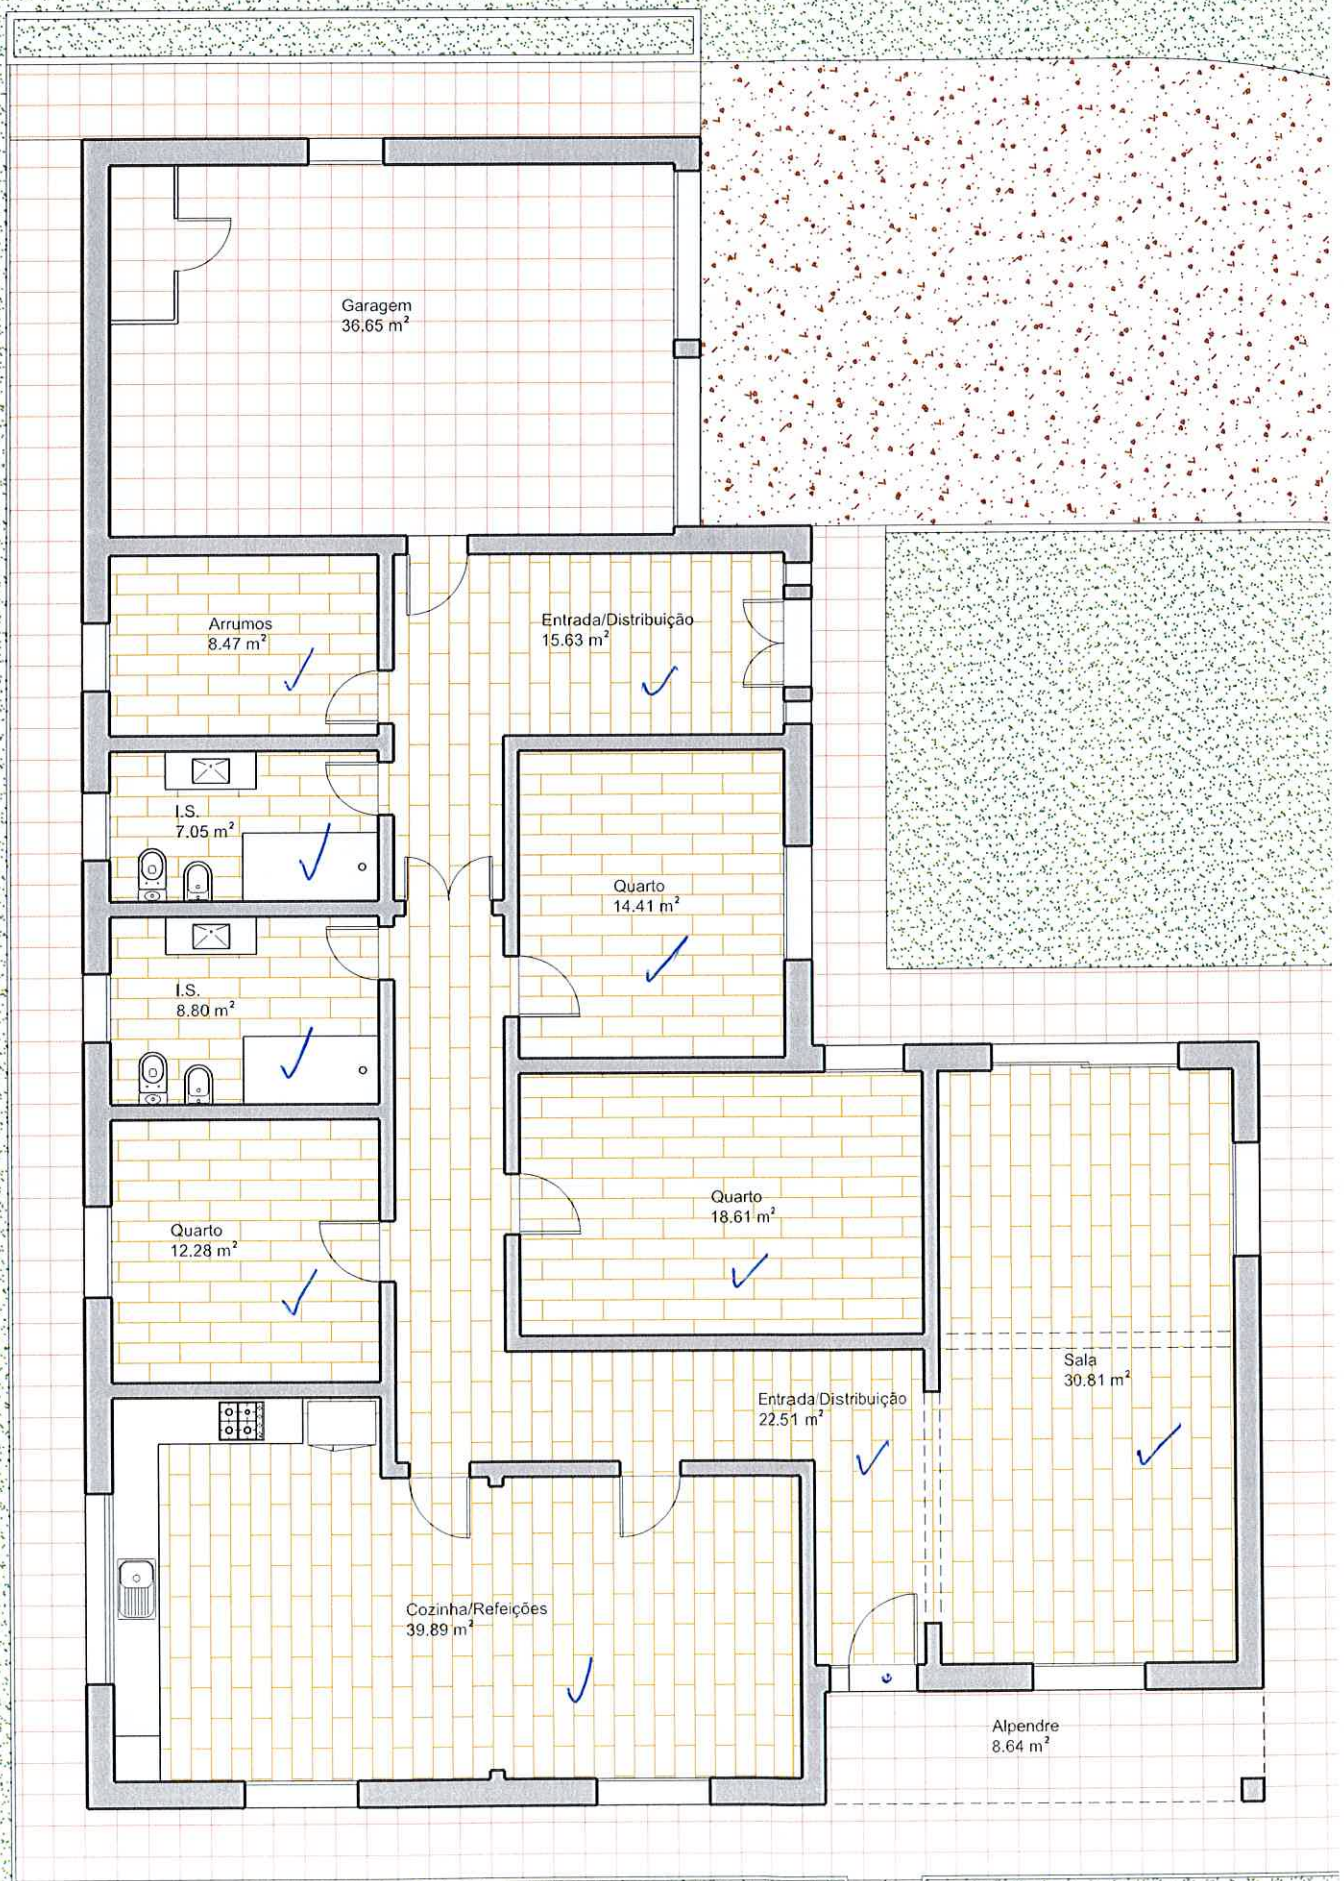 Garagem
36.65 m²
Arrumos
8.47 m²
Entrada/Distribuição
15.63 m²
I.S.
7.05 m²
Quarto
14.41 m²
I.S.
8.80 m²
Quarto
18.61 m²
Quarto
12.28 m²
Sala
30.81 m²
Entrada/Distribuição
22.51 m²
Cozinha/Refeições
39.89 m²
Alpendre
8.64 m²